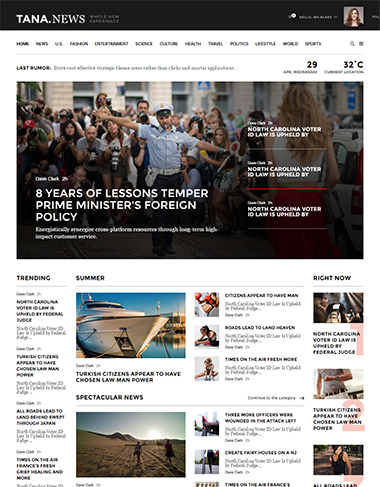 TANA.NEWS WHOLE NEW
EXPERIENCE
HELLO, MS.BLAKE
HOME NEWS U.S. FASHION ENTERTAINMENT SCIENCE CULTURE HEALTH TRAVEL POLITICS LIFESTYLE WORLD SPORTS
LAST RUMOR: Drive cost effective strategic theme areas rather than clicks and mortar applications
29 32°C
APR, WEDNESDAY CURRENT LOCATION
Dave Clark 2h
NORTH CAROLINA VOTER
ID LAW IS UPHELD BY
Dave Clark 2h
NORTH CAROLINA VOTER
ID LAW IS UPHELD BY
Dave Clark 2h
NORTH CAROLINA VOTER
ID LAW IS UPHELD BY
Dave Clark 2h
8 YEARS OF LESSONS TEMPER
PRIME MINISTER'S FOREIGN
POLICY
Energistically synergize cross-platform resources through long-term high-
impact customer service.
TRENDING
Dave Clark 2h
NORTH CAROLINA
VOTER ID LAW IS
UPHELD BY FEDERAL
JUDGE
North Carolina Voter ID
Law Is Upheld by Federal
Judge...
Dave Clark 2h
TURKISH CITIZENS
APPEAR TO HAVE
CHOSEN LAW MAN
POWER
North Carolina Voter ID
Law Is Upheld by Federal
Judge...
Dave Clark 2h
ALL ROADS LEAD TO
LAND BEHIND SWEPT
THROUGH JAPAN
North Carolina Voter ID
Law Is Upheld by Federal
Judge...
Dave Clark 2h
TIMES ON THE AIR
FRANCE'S FRESH
GRIEF HEALING AND
MORE
North Carolina Voter ID
SUMMER
Dave Clark 2h
TURKISH CITIZENS APPEAR TO HAVE
CHOSEN LAW MAN POWER
CITIZENS APPEAR TO HAVE MAN
North Carolina Voter ID Law Is Upheld by
Federal Judge...
Dave Clark 2h
ROADS LEAD TO LAND HEAVEN
North Carolina Voter ID Law Is Upheld by
Federal Judge...
Dave Clark 2h
TIMES ON THE AIR FRESH MORE
North Carolina Voter ID Law Is Upheld by
Federal Judge...
Dave Clark 2h
SPECTACULAR NEWS
Continue to the category
THREE MORE OFFICERS WERE
WOUNDED IN THE ATTACK LEFT
Dave Clark 2h
CREATE FAIRY HOUSES ON A NJ
North Carolina Voter ID Law Is Upheld by
Federal Judge...
Dave Clark 2h
TIMES ON THE AIR FRANCE'S
RIGHT NOW
NORTH CAROLINA
VOTER ID LAW IS
UPHELD BY
FEDERAL JUDGE
TURKISH CITIZENS
APPEAR TO HAVE
CHOSEN LAW MAN
POWER
ALL ROADS LEAD